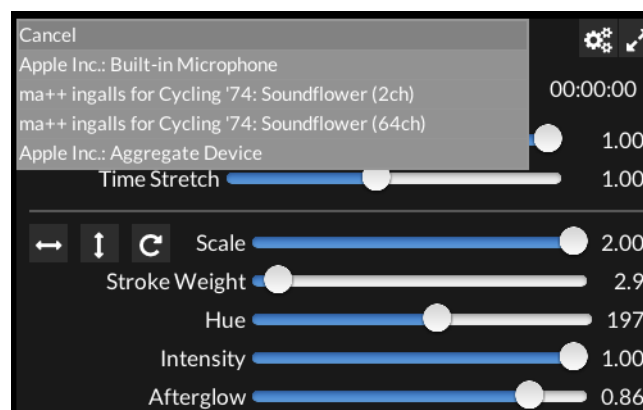 Cancel
Apple Inc.: Built-in Microphone
00:00:00
ma++ ingalls for Cycling '74: Soundflower (2ch)
ma++ ingalls for Cycling '74: Soundflower (64ch)
1.00
Apple Inc.: Aggregate Device
Time Stretch 1.00
Scale 2.00
Stroke Weight 2.9
Hue 197
Intensity 1.00
Afterglow 0.86